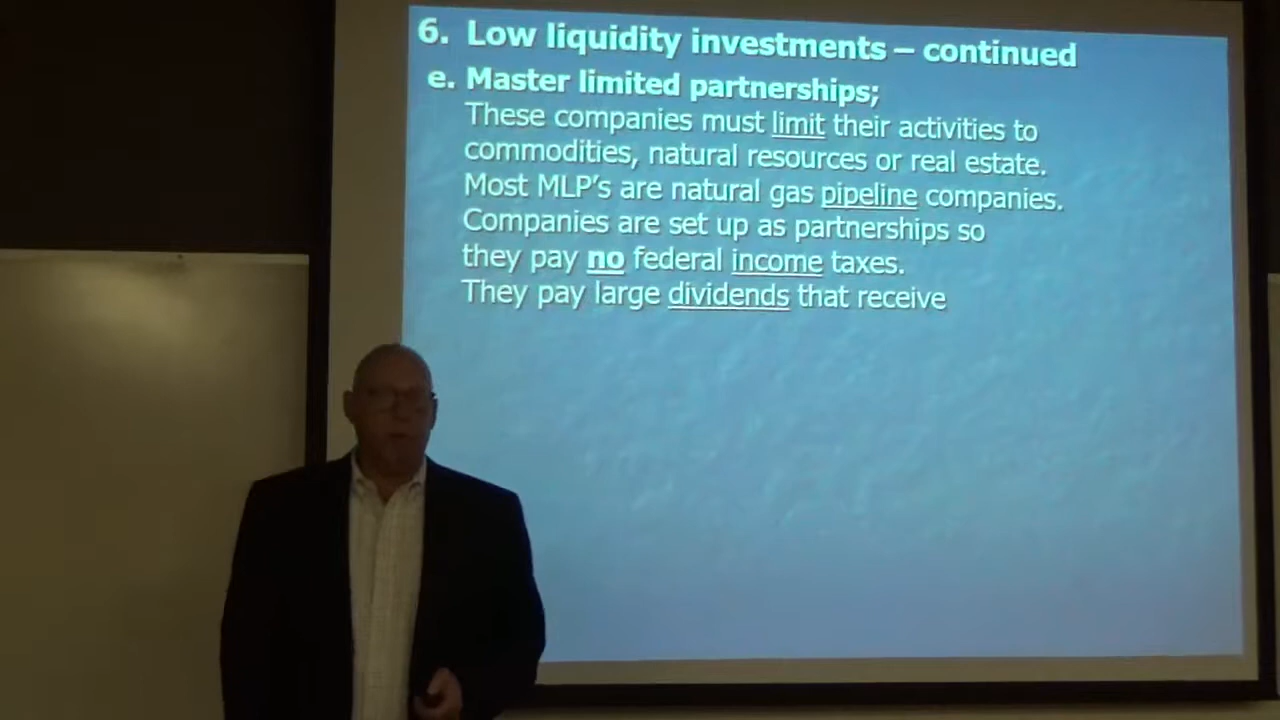 6. Low liquidity investments – continued
e. Master limited partnerships;
These companies must limit their activities to
commodities, natural resources or real estate.
Most MLP's are natural gas pipeline companies.
Companies are set up as partnerships so
they pay no federal income taxes.
They pay large dividends that receive